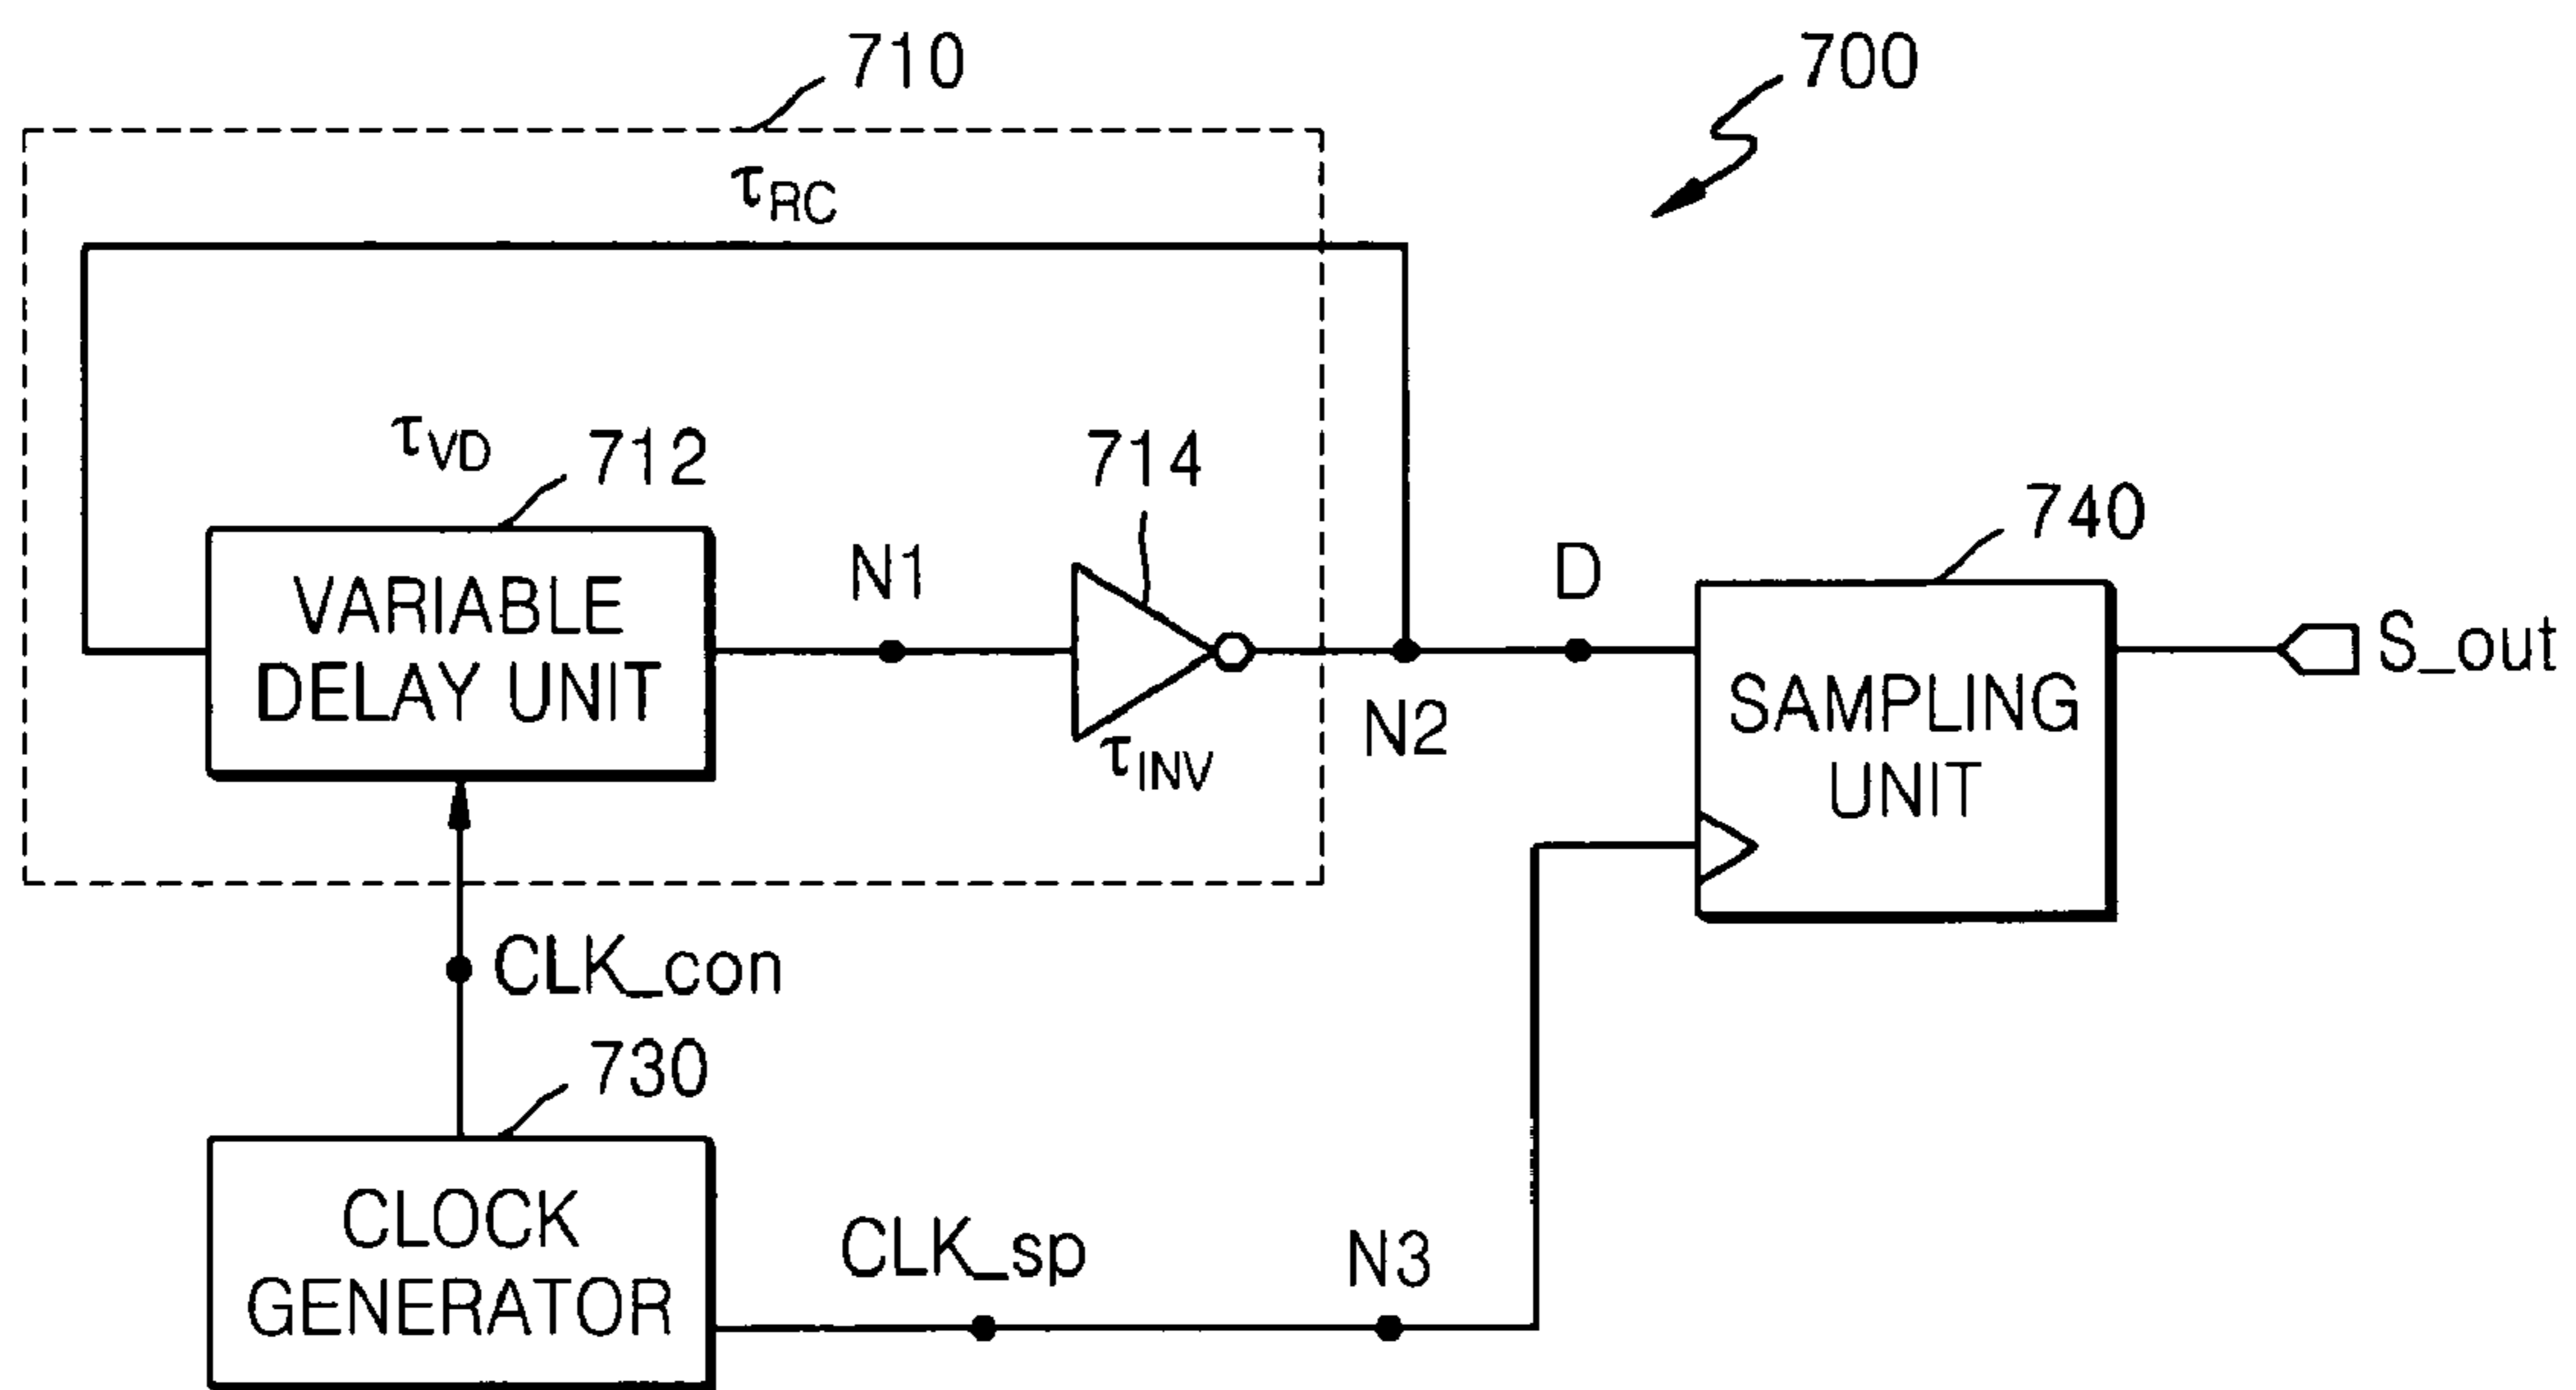 710
700
τRC
τVD
712
714
740
N1
D
VARIABLE
DELAY UNIT
τINV
N2
SAMPLING
UNIT
S_out
CLK_con
730
CLOCK
GENERATOR
CLK_sp
N3